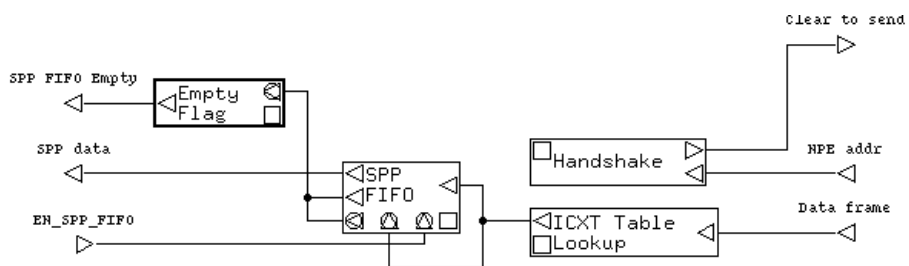 Clear to send
SPP FIFO Empty
Empty
Flag
SPP data
Handshake
NPE addr
SPP
FIFO
EN_SPP_FIFO
ICXT Table
Lookup
Data frame